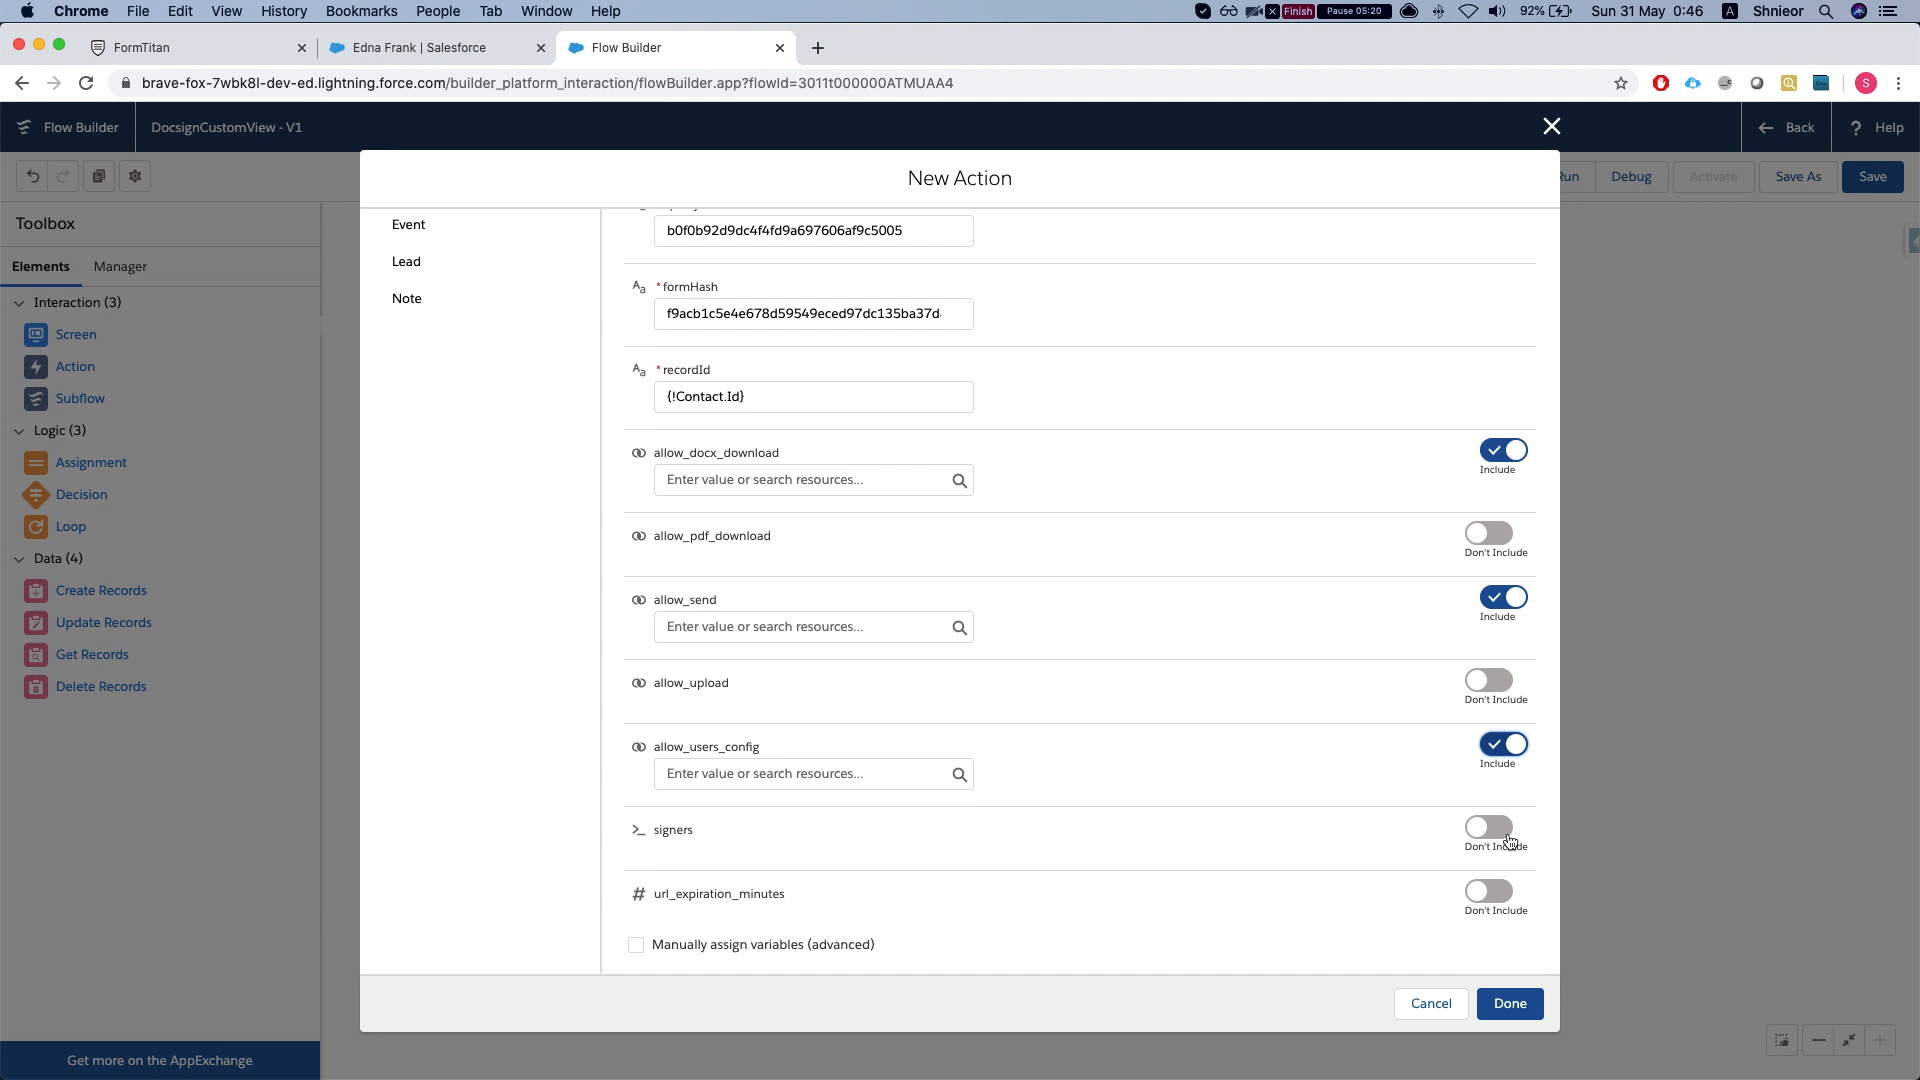 Chrome File Edit View History Bookmarks People Tab Window Help Finish Pause 05:20 92% Sun 31 May 0:46 A Shnieor
FormTitan Edna Frank | Salesforce Flow Builder
brave-fox-7wbk8l-dev-ed.lightning.force.com/builder_platform_interaction/flowBuilder.app?flowId=3011t000000ATMUAA4 S
Flow Builder DocsignCustomView - V1 Back ? Help
New Action
Run Debug Activate Save As Save
Toolbox
Elements Manager
Interaction (3)
Screen
Action
Subflow
Logic (3)
Assignment
Decision
Loop
Data (4)
Create Records
Update Records
Get Records
Delete Records
Get more on the AppExchange
Event
Lead
Note
b0f0b92d9dc4f4fd9a697606af9c5005
Aa *formHash
f9acb1c5e4e678d59549eced97dc135ba37d
Aa *recordId
{!Contact.Id}
allow_docx_download
Enter value or search resources...
Include
allow_pdf_download
Don't Include
allow_send
Enter value or search resources...
Include
allow_upload
Don't Include
allow_users_config
Enter value or search resources...
Include
signers
Don't Include
# url_expiration_minutes
Don't Include
Manually assign variables (advanced)
Cancel Done